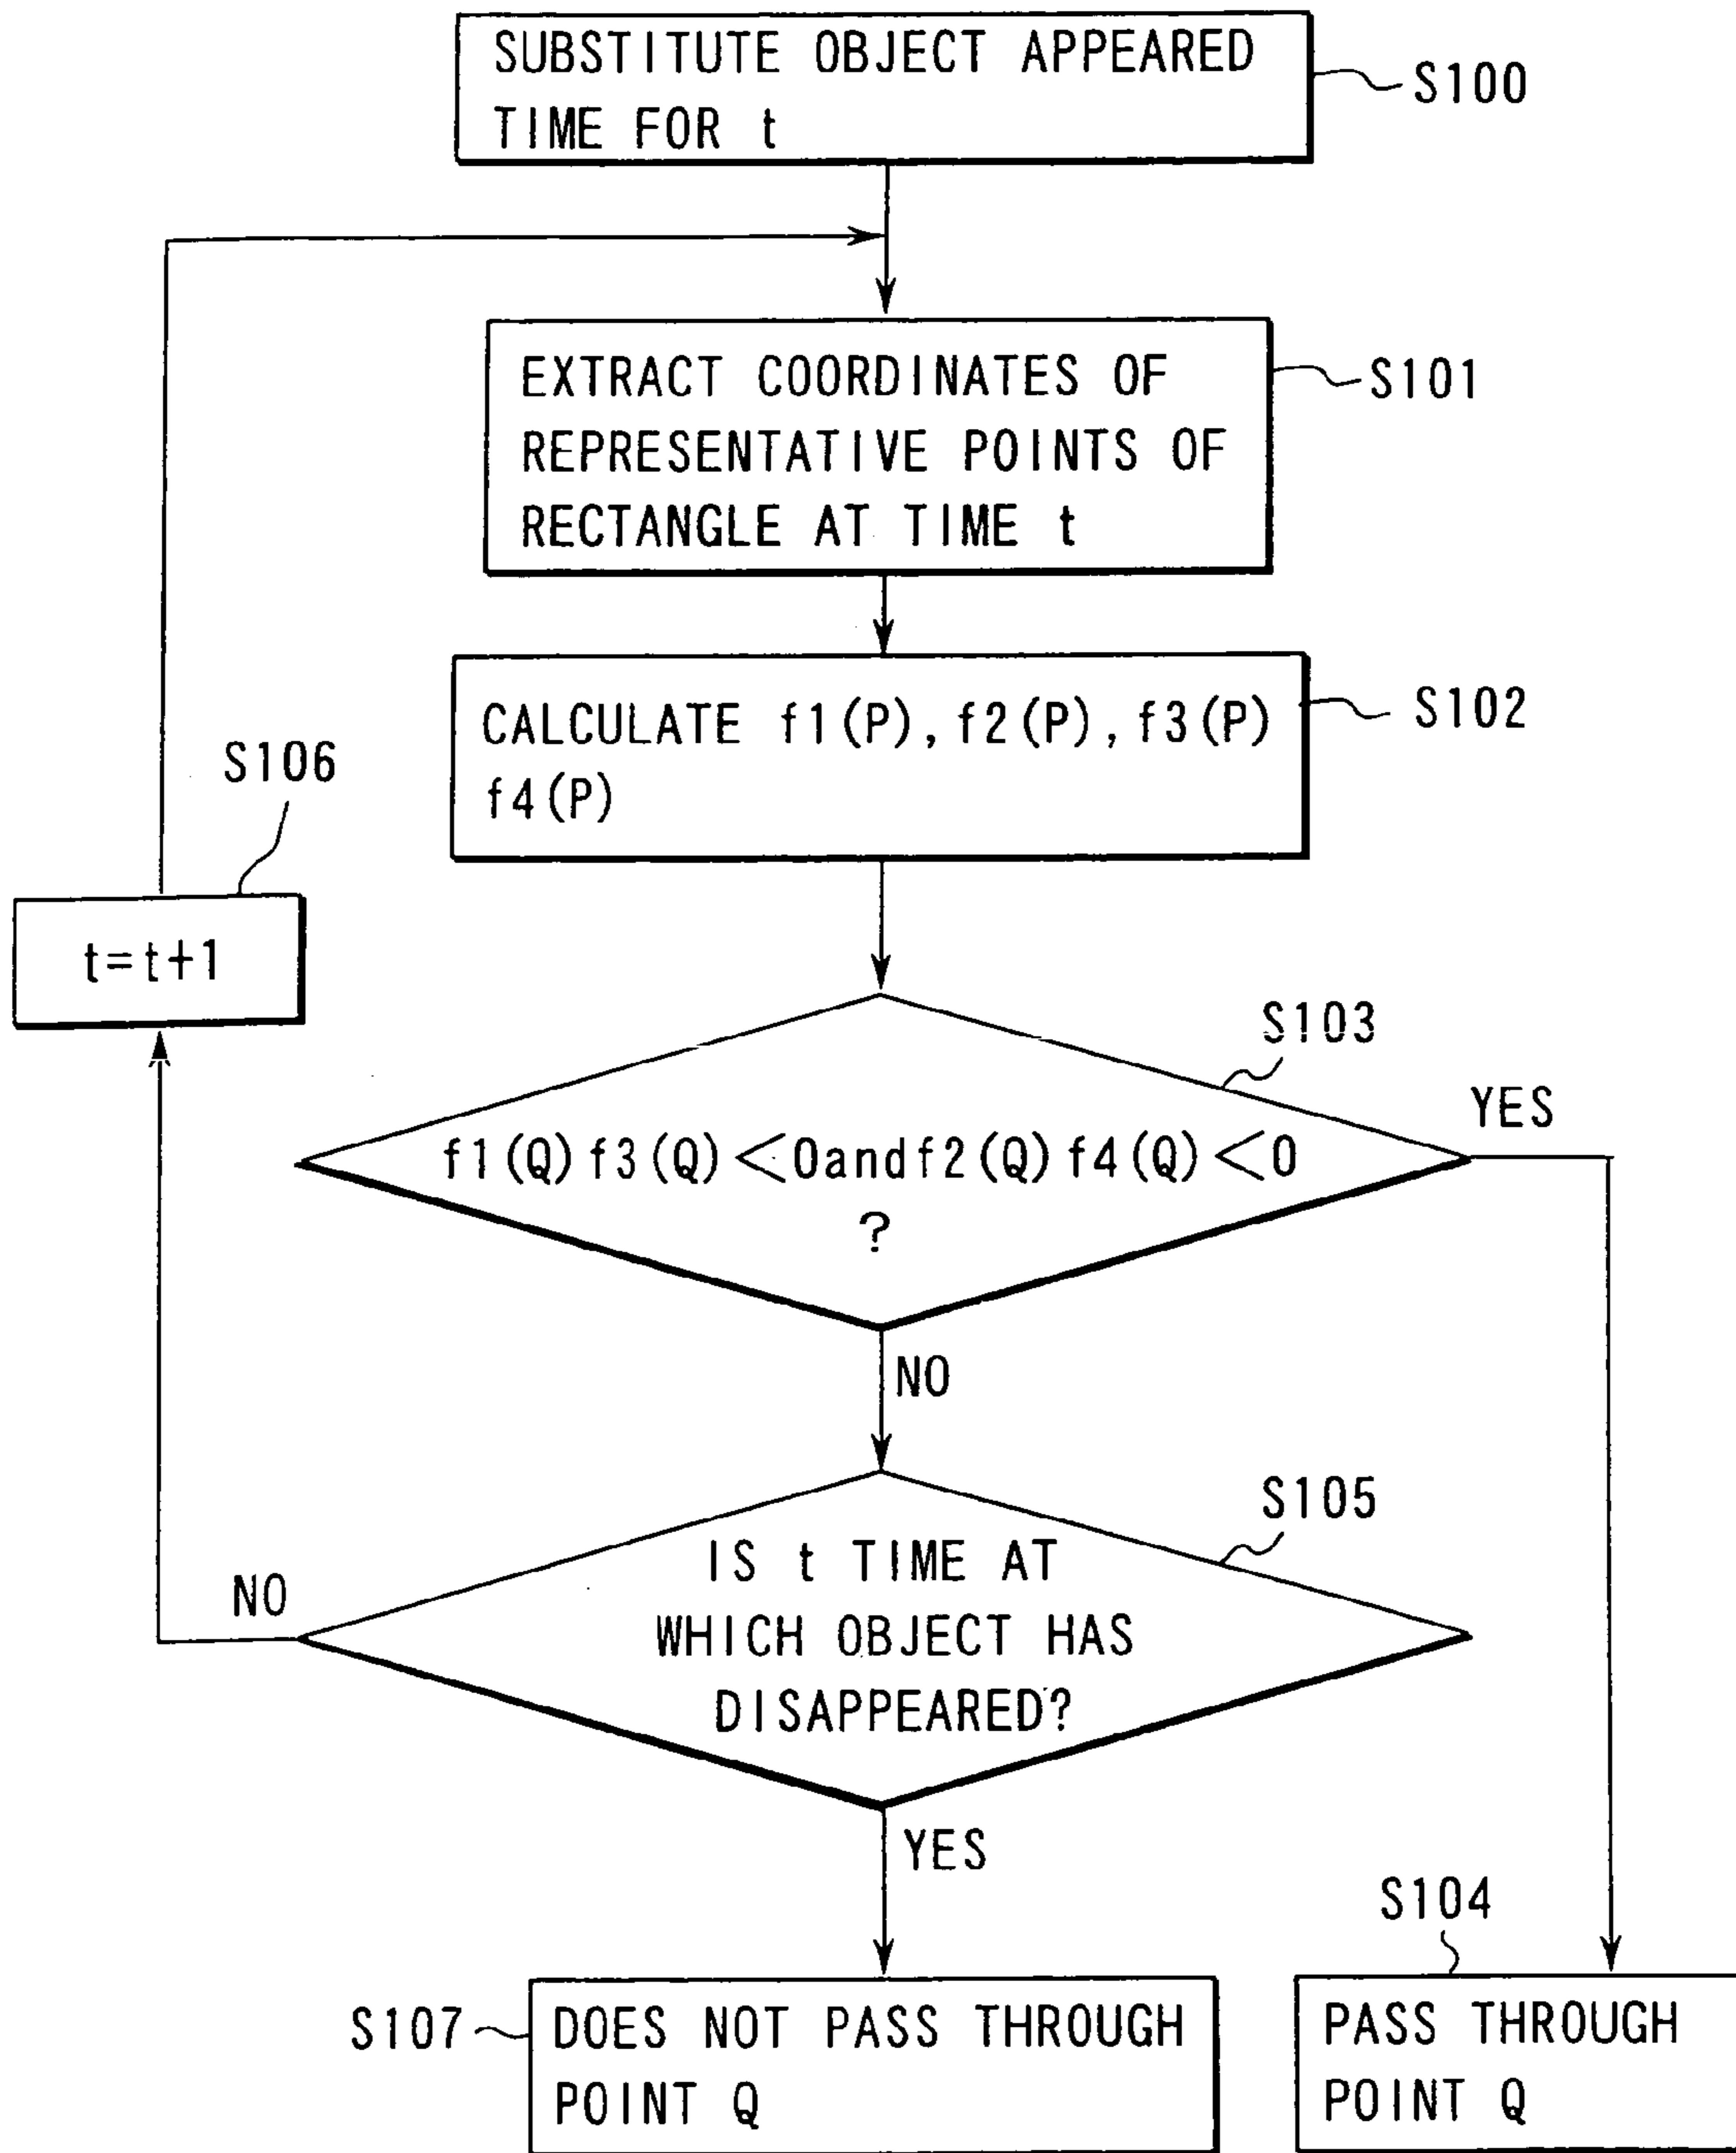 SUBSTITUTE OBJECT APPEARED
TIME FOR t
S100
EXTRACT COORDINATES OF
REPRESENTATIVE POINTS OF
RECTANGLE AT TIME t
S101
CALCULATE f1(P), f2(P), f3(P)
f4(P)
S102
S106
t=t+1
S103
f1(Q)f3(Q)<0andf2(Q)f4(Q)<0
?
YES
NO
S105
IS t TIME AT
WHICH OBJECT HAS
DISAPPEARED?
NO
YES
S104
S107
DOES NOT PASS THROUGH
POINT Q
PASS THROUGH
POINT Q